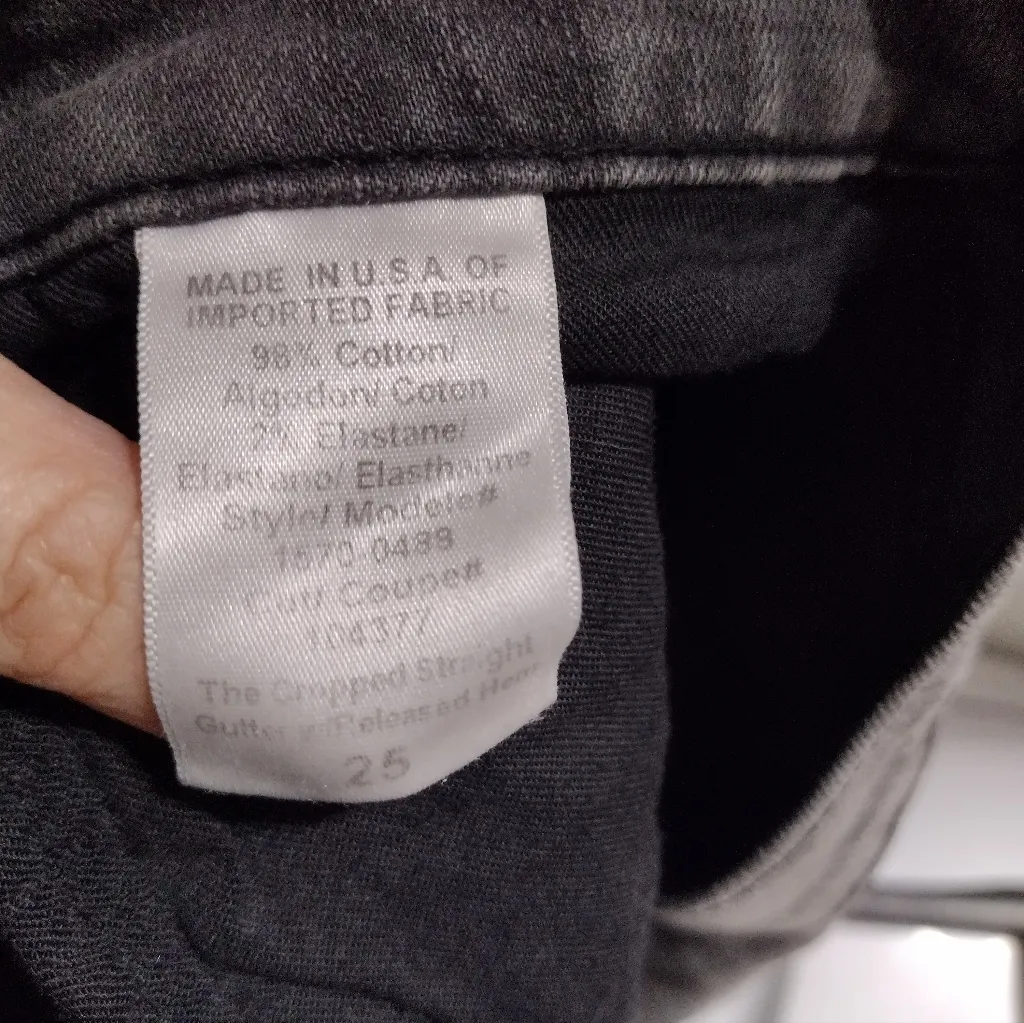 MADE IN U.S.A. OF
IMPORTED FABRIC
98% Cotton/
Algodon/ Coton
2% Elastane/
Elastano/ Elasthanne
Style/ Modele#
1570-0489
Cut/ Coupe#
104377
The Cropped Straight
Gutter w/Released Hem
25